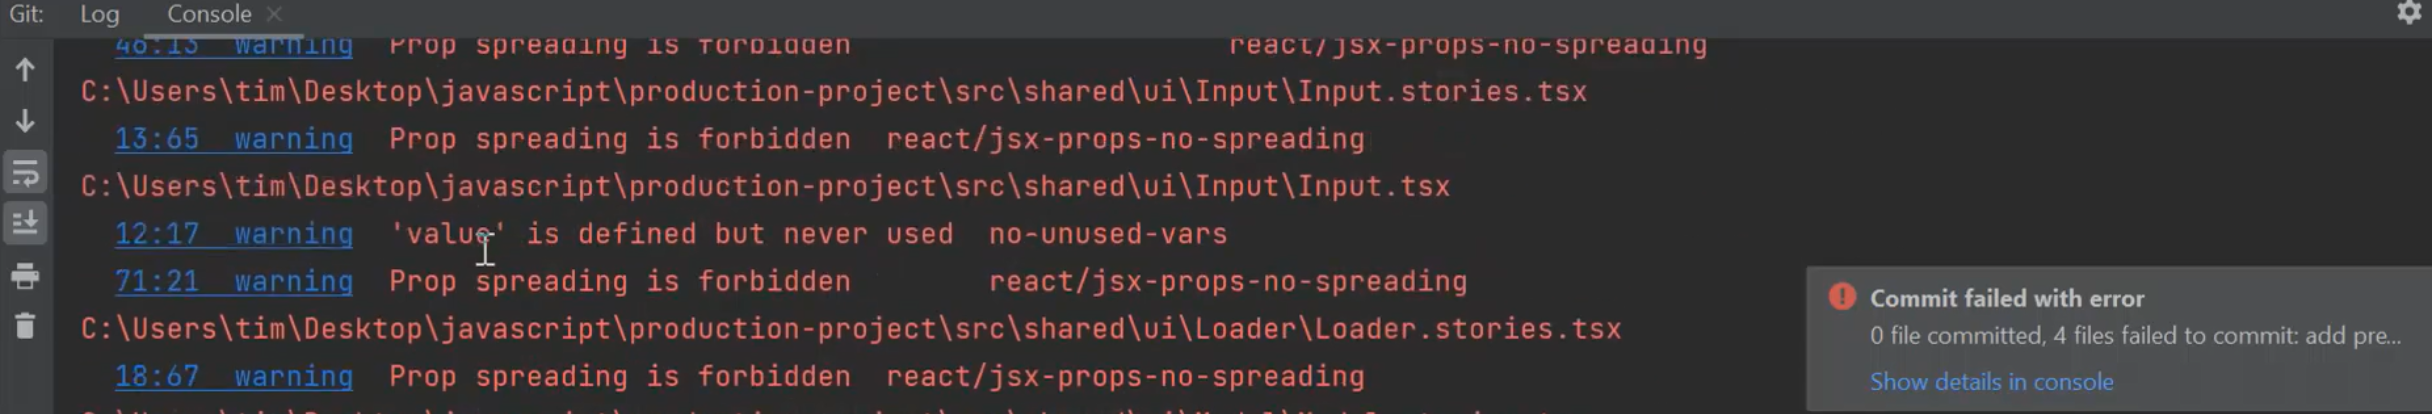 Git: Log Console
46:13 warning Prop spreading is forbidden react/jsx-props-no-spreading
C:\Users\tim\Desktop\javascript\production-project\src\shared\ui\Input\Input.stories.tsx
13:65 warning Prop spreading is forbidden react/jsx-props-no-spreading
C:\Users\tim\Desktop\javascript\production-project\src\shared\ui\Input\Input.tsx
12:17 warning 'value' is defined but never used no-unused-vars
71:21 warning Prop spreading is forbidden react/jsx-props-no-spreading
C:\Users\tim\Desktop\javascript\production-project\src\shared\ui\Loader\Loader.stories.tsx
18:67 warning Prop spreading is forbidden react/jsx-props-no-spreading
Commit failed with error
0 file committed, 4 files failed to commit: add pre...
Show details in console